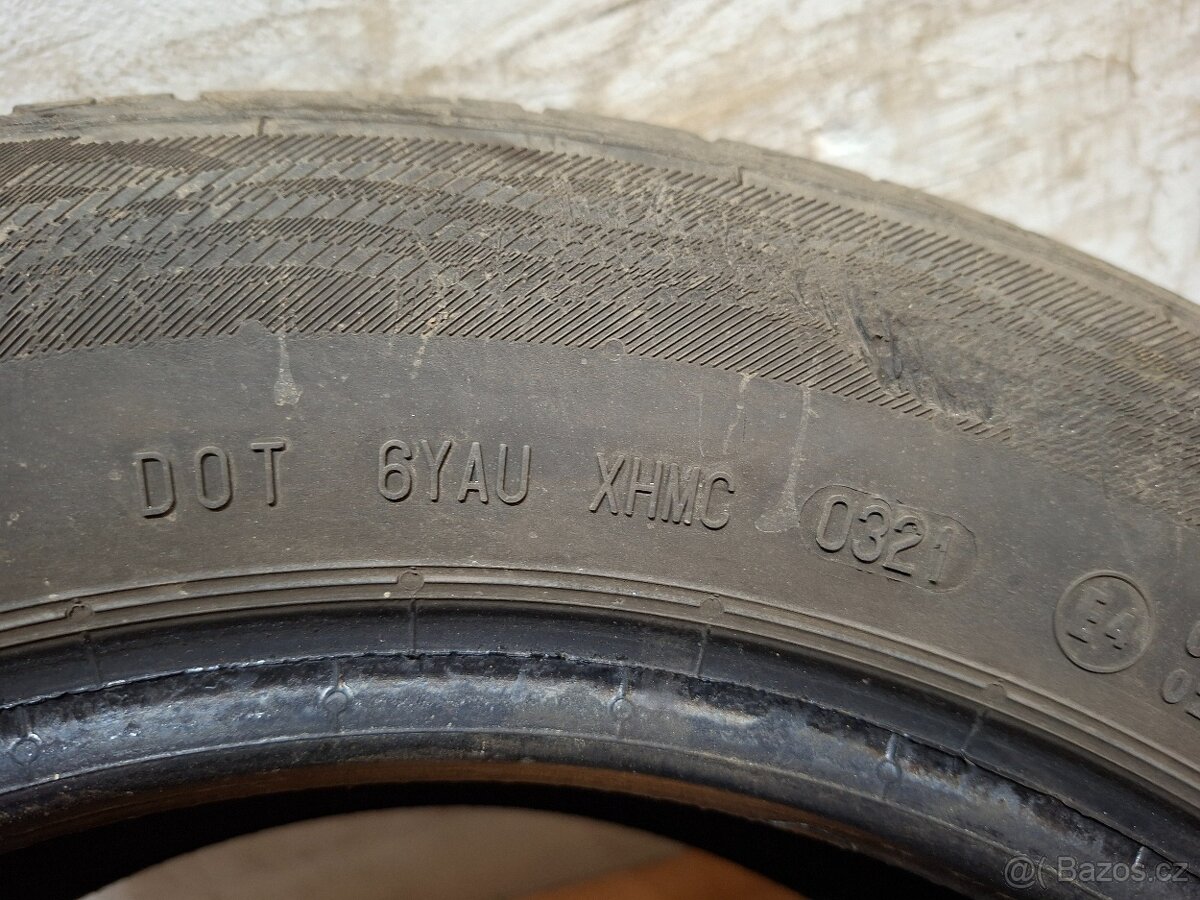 DOT 6YAU XHMC 0321
E4
Bazos.cz